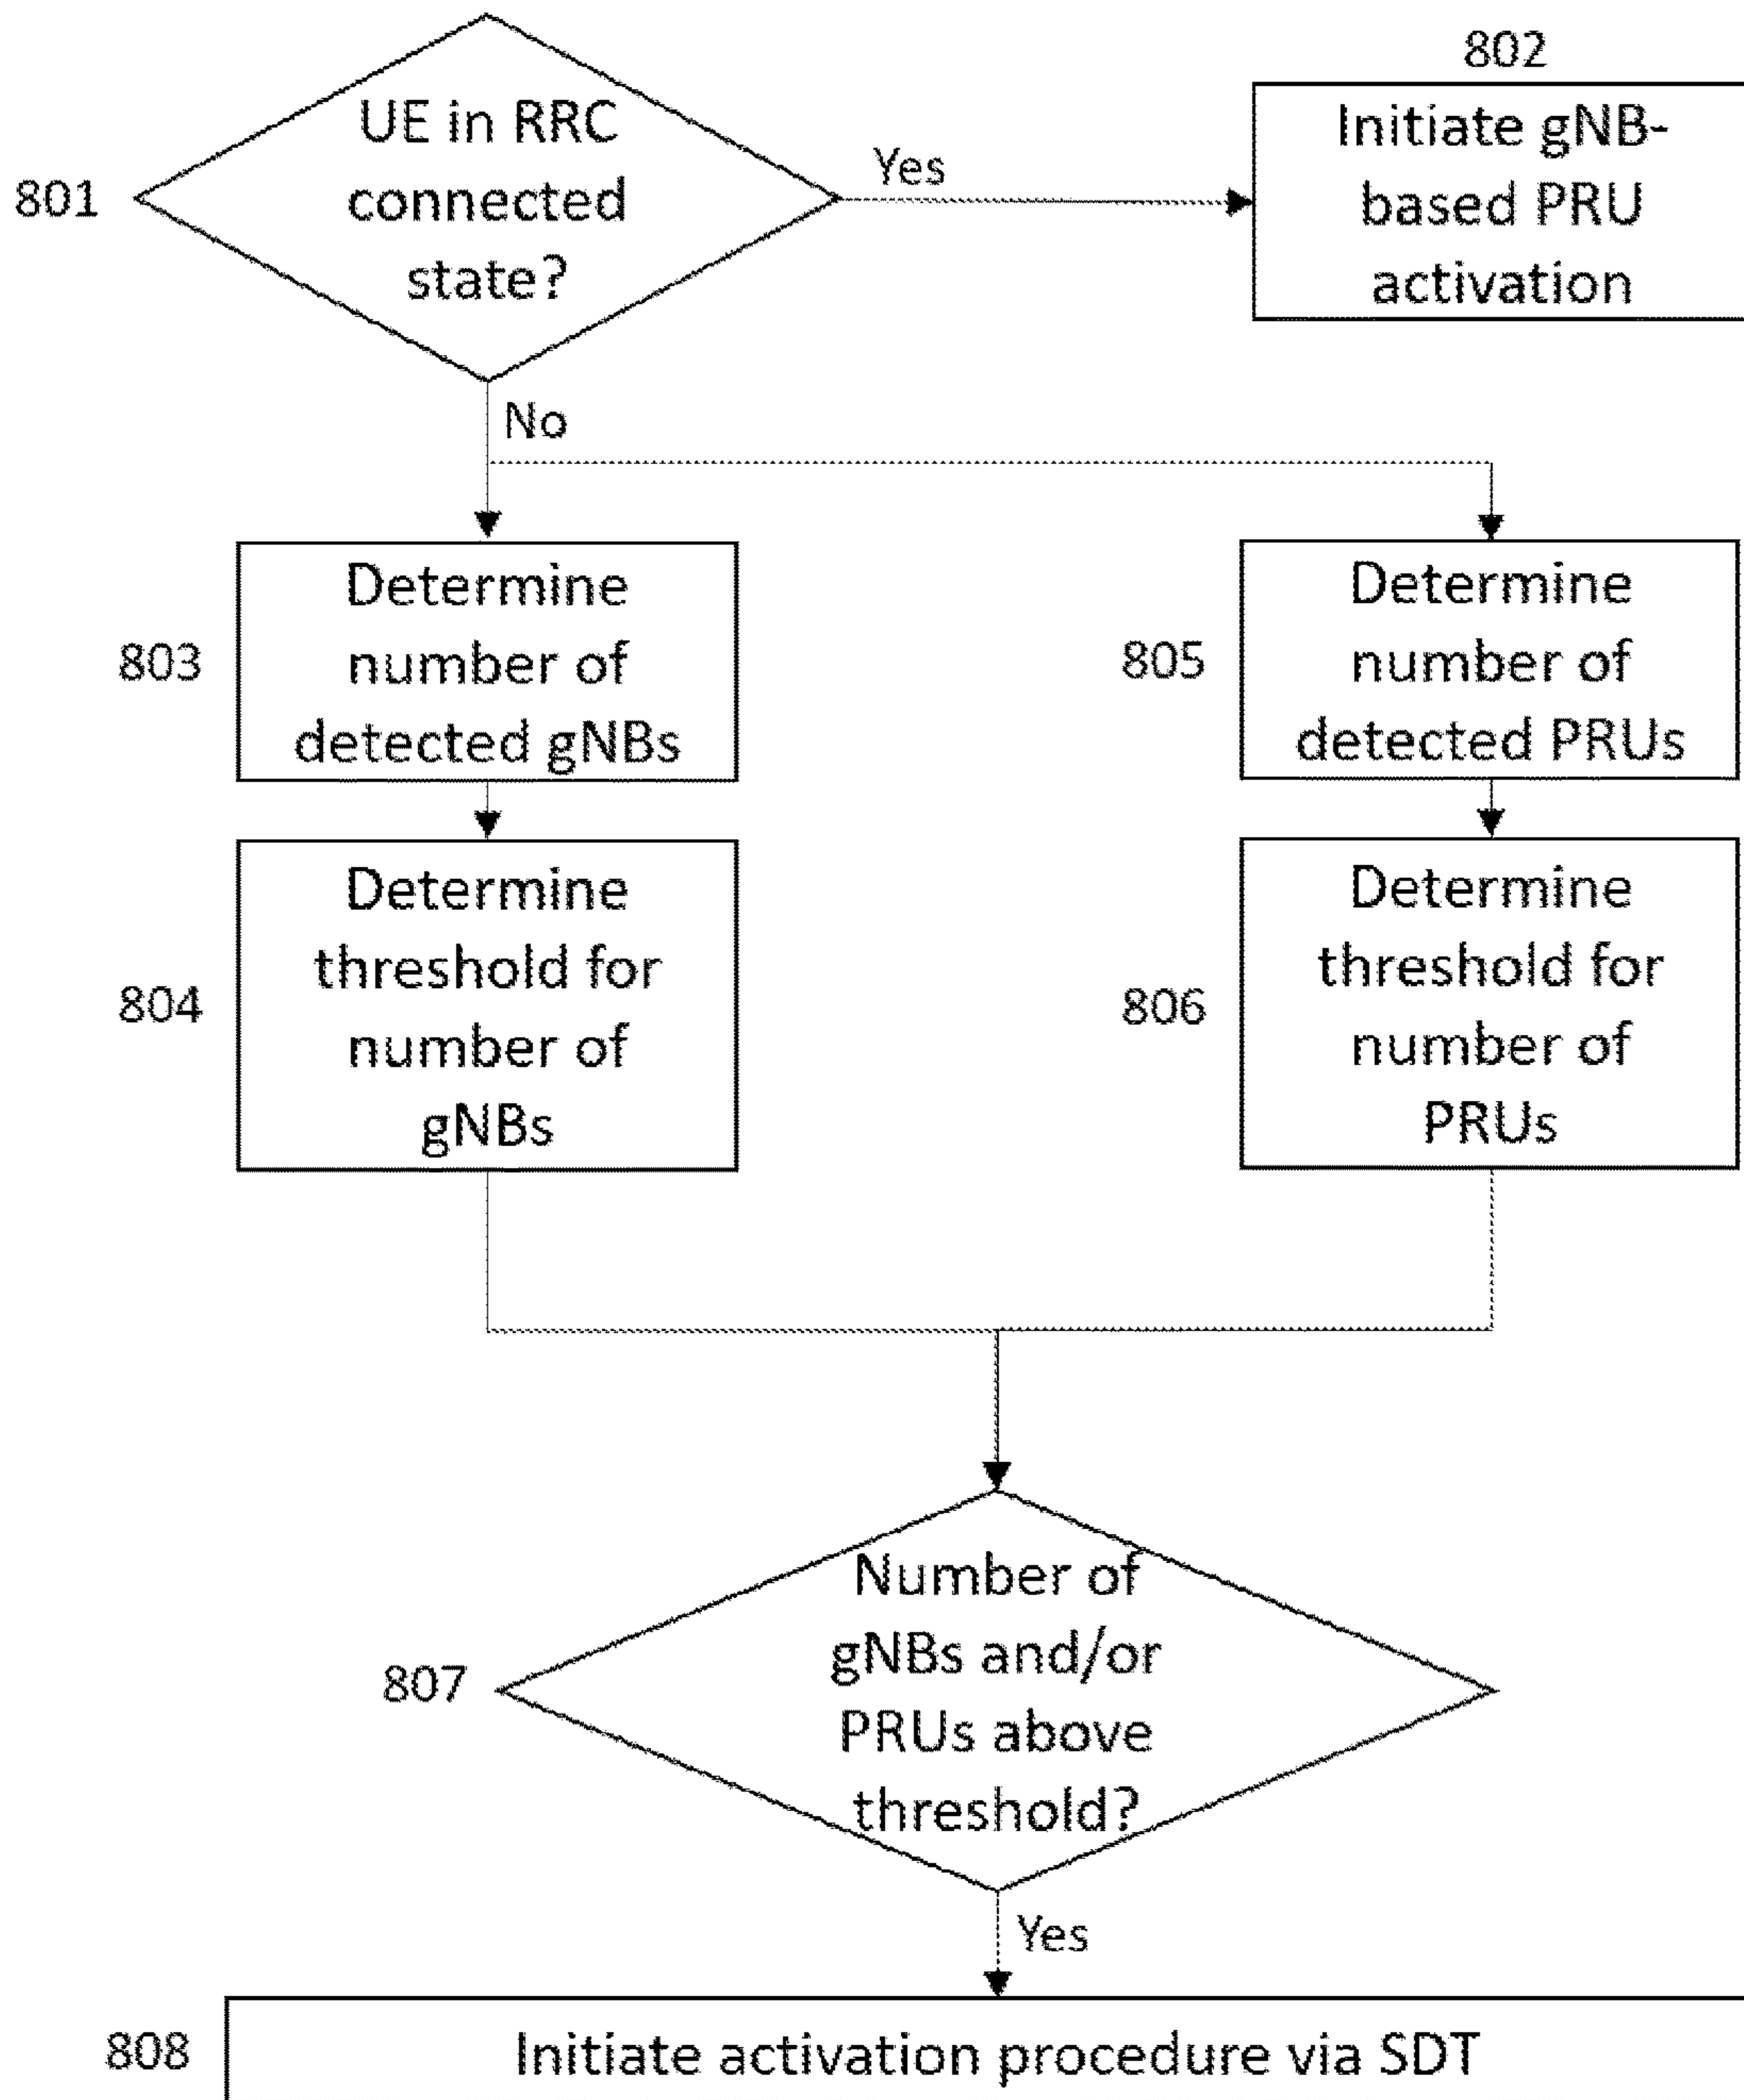 801
UE in RRC
connected
state?
Yes
802
Initiate gNB-
based PRU
activation
No
803
Determine
number of
detected gNBs
805
Determine
number of
detected PRUs
804
Determine
threshold for
number of
gNBs
806
Determine
threshold for
number of
PRUs
807
Number of
gNBs and/or
PRUs above
threshold?
Yes
808
Initiate activation procedure via SDT